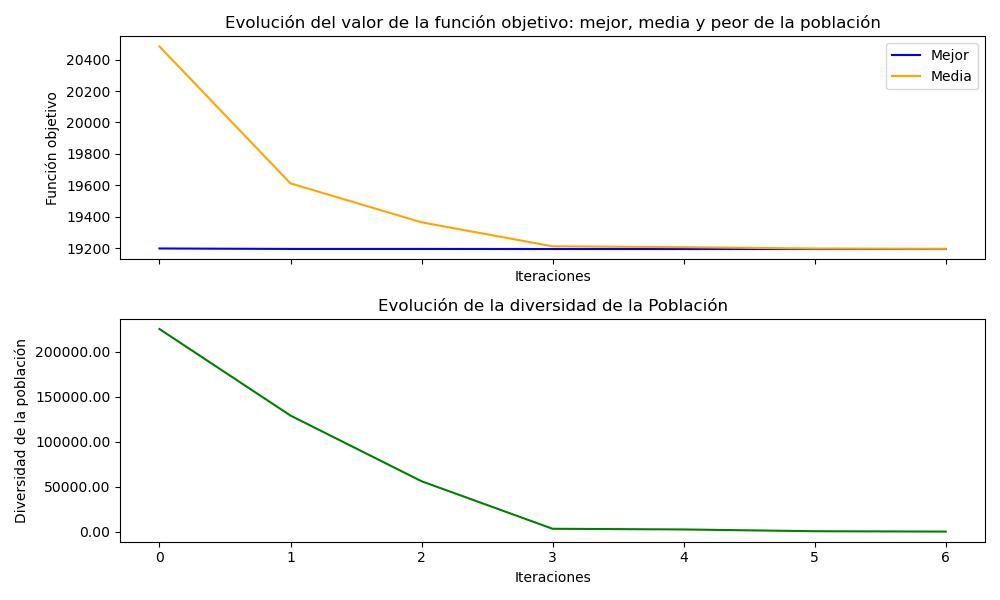 Evolución del valor de la función objetivo: mejor, media y peor de la población
Función objetivo
20400
20200
20000
19800
19600
19400
19200
Mejor
Media
Iteraciones
Evolución de la diversidad de la Población
Diversidad de la población
200000.00
150000.00
100000.00
50000.00
0.00
0 1 2 3 4 5 6
Iteraciones